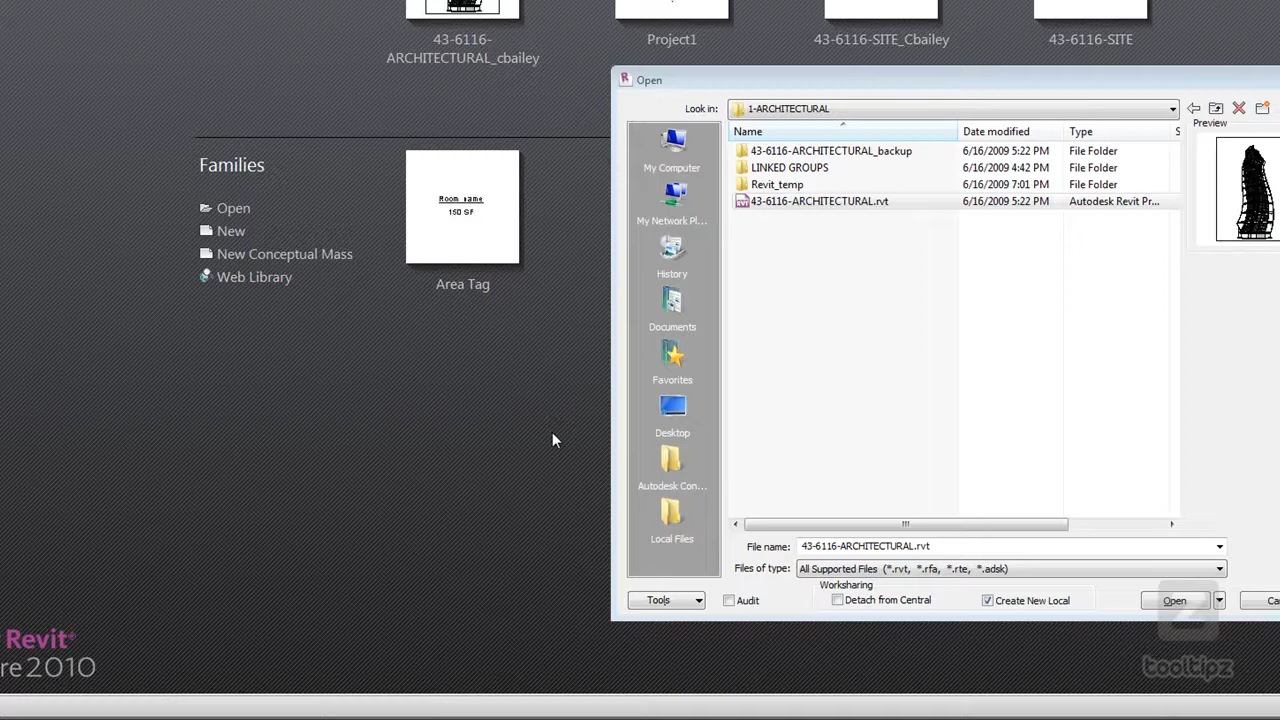 43-6116-
ARCHITECTURAL_cbailey
Project1
43-6116-SITE_Cbailey
43-6116-SITE
Families
Open
New
New Conceptual Mass
Web Library
Room name
150 SF
Area Tag
Open
Look in:
1-ARCHITECTURAL
Preview
Name
Date modified
Type
S
43-6116-ARCHITECTURAL_backup
6/16/2009 5:22 PM
File Folder
LINKED GROUPS
6/16/2009 4:42 PM
File Folder
Revit_temp
6/16/2009 7:01 PM
File Folder
43-6116-ARCHITECTURAL.rvt
6/16/2009 5:22 PM
Autodesk Revit Pr...
My Computer
My Network Pl...
History
Documents
Favorites
Desktop
Autodesk Con...
Local Files
File name:
43-6116-ARCHITECTURAL.rvt
Files of type:
All Supported Files (*.rvt, *.rfa, *.rte, *.adsk)
Worksharing
Tools
Audit
Detach from Central
Create New Local
Open
Ca
Revit
re2010
Z
tooltipz